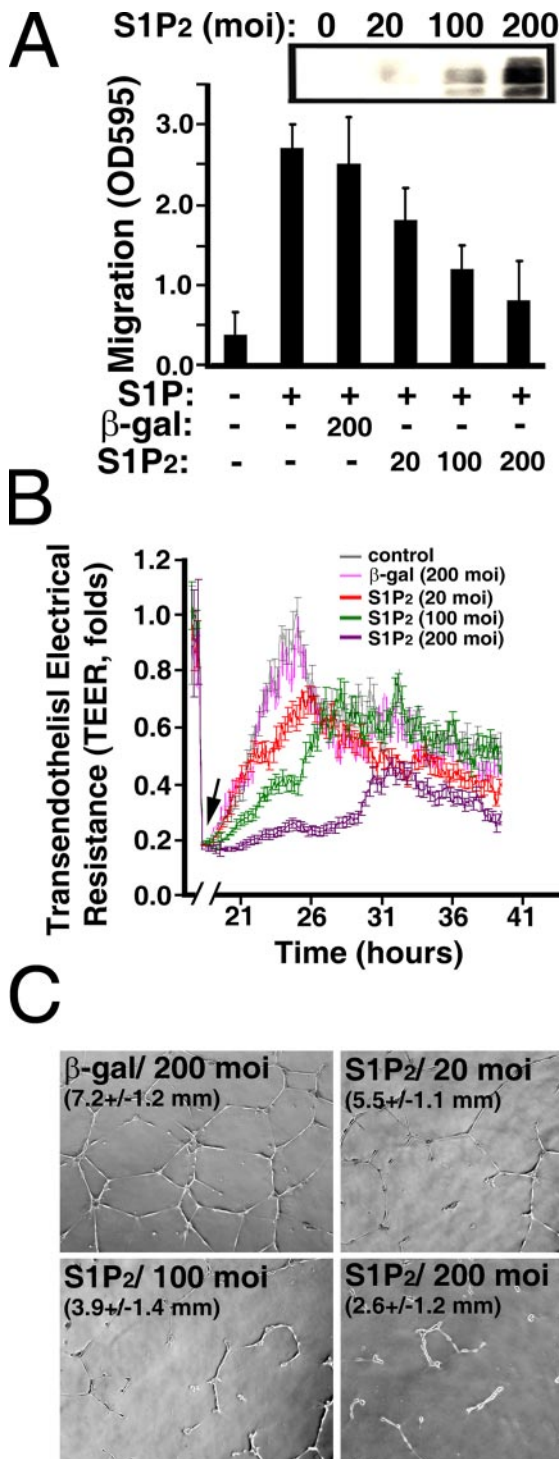 A
S1P2 (moi): 0 20 100 200
Migration (OD595)
3.0
2.0
1.0
0.0
S1P: - + + + + +
β-gal: - - 200 - - -
S1P2: - - - 20 100 200
B
Transendothelisl Electrical
Resistance (TEER, folds)
1.2
1.0
0.8
0.6
0.4
0.2
0.0
control
β-gal (200 moi)
S1P2 (20 moi)
S1P2 (100 moi)
S1P2 (200 moi)
21 26 31 36 41
Time (hours)
C
β-gal/ 200 moi
(7.2+/-1.2 mm)
S1P2/ 20 moi
(5.5+/-1.1 mm)
S1P2/ 100 moi
(3.9+/-1.4 mm)
S1P2/ 200 moi
(2.6+/-1.2 mm)